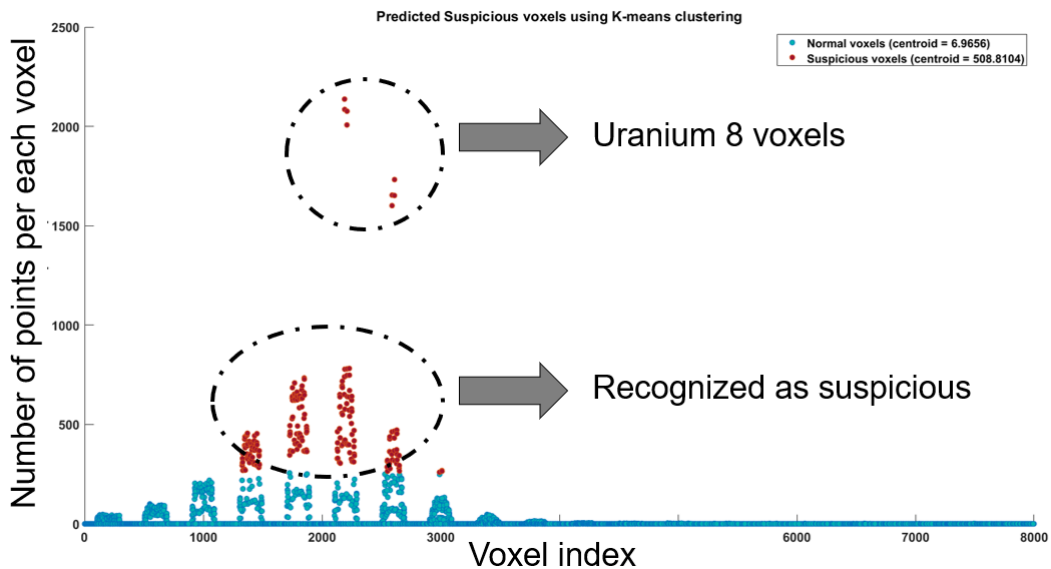 Predicted Suspicious voxels using K-means clustering
Normal voxels (centroid = 6.9656)
Suspicious voxels (centroid = 508.8104)
Number of points per each voxel
2500
2000
1500
1000
500
0
Uranium 8 voxels
Recognized as suspicious
0 1000 2000 3000 6000 7000 8000
Voxel index